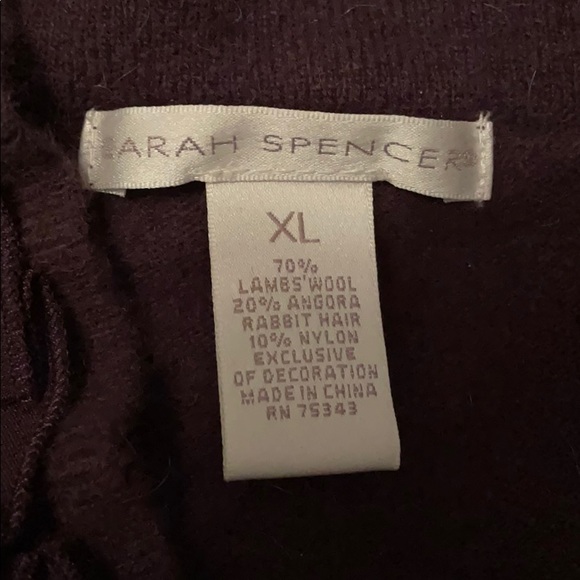 SARAH SPENCER
XL
70%
LAMBS'WOOL
20% ANGORA
RABBIT HAIR
10% NYLON
EXCLUSIVE
OF DECORATION
MADE IN CHINA
RN 75343